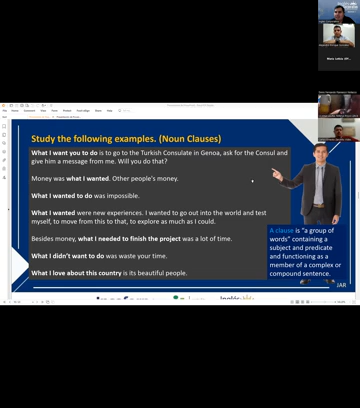 Study the following examples. (Noun Clauses)
What I want you to do is to go to the Turkish Consulate in Genoa, ask for the Consul and
give him a message from me. Will you do that?
Money was what I wanted. Other people's money.
What I wanted to do was impossible.
What I wanted were new experiences. I wanted to go out into the world and test
myself, to move from this to that, to explore as much as I could.
Besides money, what I needed to finish the project was a lot of time.
What I didn't want to do was waste your time.
What I love about this country is its beautiful people.
A clause is "a group of
words" containing a
subject and predicate
and functioning as a
member of a complex or
compound sentence.
JAR